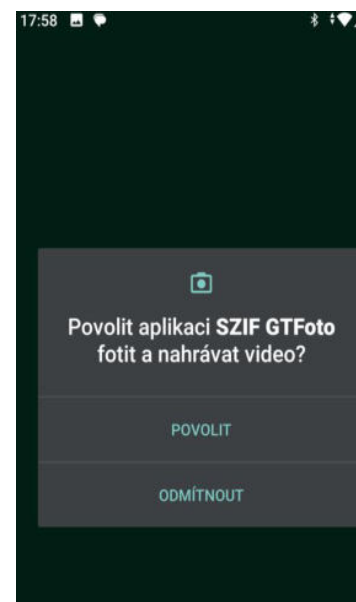 17:58
Povolit aplikaci SZIF GTFoto
fotit a nahrávat video?
POVOLIT
ODMÍTNOUT